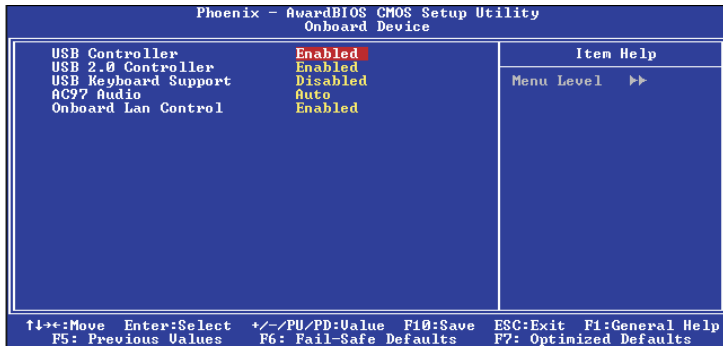 Phoenix - AwardBIOS CMOS Setup Utility
Onboard Device
USB Controller Enabled
USB 2.0 Controller Enabled
USB Keyboard Support Disabled
AC97 Audio Auto
Onboard Lan Control Enabled
Item Help
Menu Level ▸▸
↑↓→←:Move Enter:Select +/-/PU/PD:Value F10:Save ESC:Exit F1:General Help
F5: Previous Values F6: Fail-Safe Defaults F7: Optimized Defaults